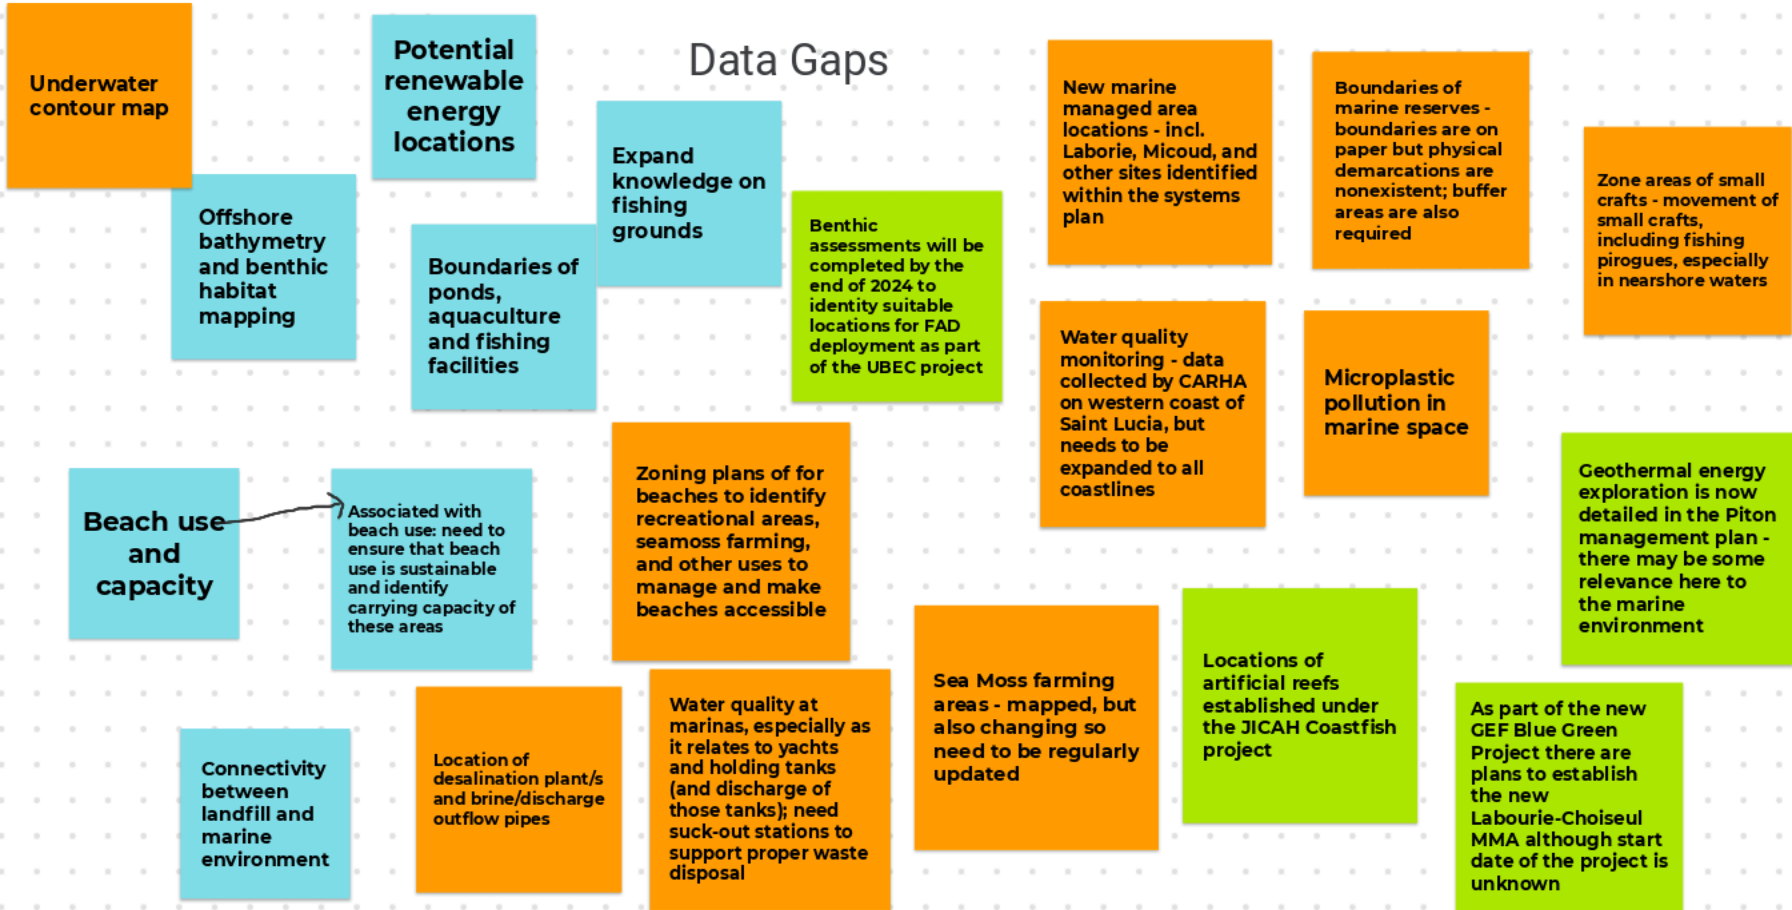 Data Gaps
Underwater
contour map
Potential
renewable
energy
locations
Offshore
bathymetry
and benthic
habitat
mapping
Boundaries of
ponds,
aquaculture
and fishing
facilities
Expand
knowledge on
fishing
grounds
Benthic
assessments will be
completed by the
end of 2024 to
identity suitable
locations for FAD
deployment as part
of the UBEC project
New marine
managed area
locations - incl.
Laborie, Micoud, and
other sites identified
within the systems
plan
Boundaries of
marine reserves -
boundaries are on
paper but physical
demarcations are
nonexistent; buffer
areas are also
required
Zone areas of small
crafts - movement of
small crafts,
including fishing
pirogues, especially
in nearshore waters
Water quality
monitoring - data
collected by CARHA
on western coast of
Saint Lucia, but
needs to be
expanded to all
coastlines
Microplastic
pollution in
marine space
Beach use
and
capacity
Associated with
beach use: need to
ensure that beach
use is sustainable
and identify
carrying capacity of
these areas
Zoning plans of for
beaches to identify
recreational areas,
seamoss farming,
and other uses to
manage and make
beaches accessible
Geothermal energy
exploration is now
detailed in the Piton
management plan -
there may be some
relevance here to
the marine
environment
Connectivity
between
landfill and
marine
environment
Location of
desalination plant/s
and brine/discharge
outflow pipes
Water quality at
marinas, especially as
it relates to yachts
and holding tanks
(and discharge of
those tanks); need
suck-out stations to
support proper waste
disposal
Sea Moss farming
areas - mapped, but
also changing so
need to be regularly
updated
Locations of
artificial reefs
established under
the JICAH Coastfish
project
As part of the new
GEF Blue Green
Project there are
plans to establish
the new
Labourie-Choiseul
MMA although start
date of the project is
unknown